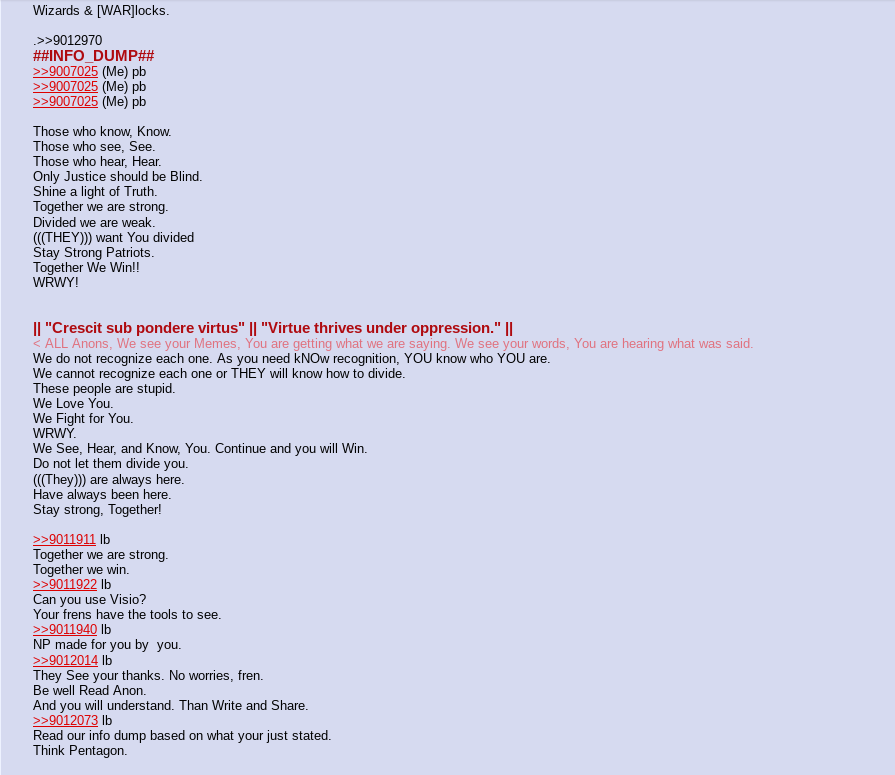 Wizards & [WAR]locks.
.>>9012970
##INFO_DUMP##
>>9007025 (Me) pb
>>9007025 (Me) pb
>>9007025 (Me) pb
Those who know, Know.
Those who see, See.
Those who hear, Hear.
Only Justice should be Blind.
Shine a light of Truth.
Together we are strong.
Divided we are weak.
(((THEY))) want You divided
Stay Strong Patriots.
Together We Win!!
WRWY!
|| "Crescit sub pondere virtus" || "Virtue thrives under oppression." ||
< ALL Anons, We see your Memes, You are getting what we are saying. We see your words, You are hearing what was said.
We do not recognize each one. As you need kNOw recognition, YOU know who YOU are.
We cannot recognize each one or THEY will know how to divide.
These people are stupid.
We Love You.
We Fight for You.
WRWY.
We See, Hear, and Know, You. Continue and you will Win.
Do not let them divide you.
(((They))) are always here.
Have always been here.
Stay strong, Together!
>>9011911 lb
Together we are strong.
Together we win.
>>9011922 lb
Can you use Visio?
Your frens have the tools to see.
>>9011940 lb
NP made for you by  you.
>>9012014 lb
They See your thanks. No worries, fren.
Be well Read Anon.
And you will understand. Than Write and Share.
>>9012073 lb
Read our info dump based on what your just stated.
Think Pentagon.